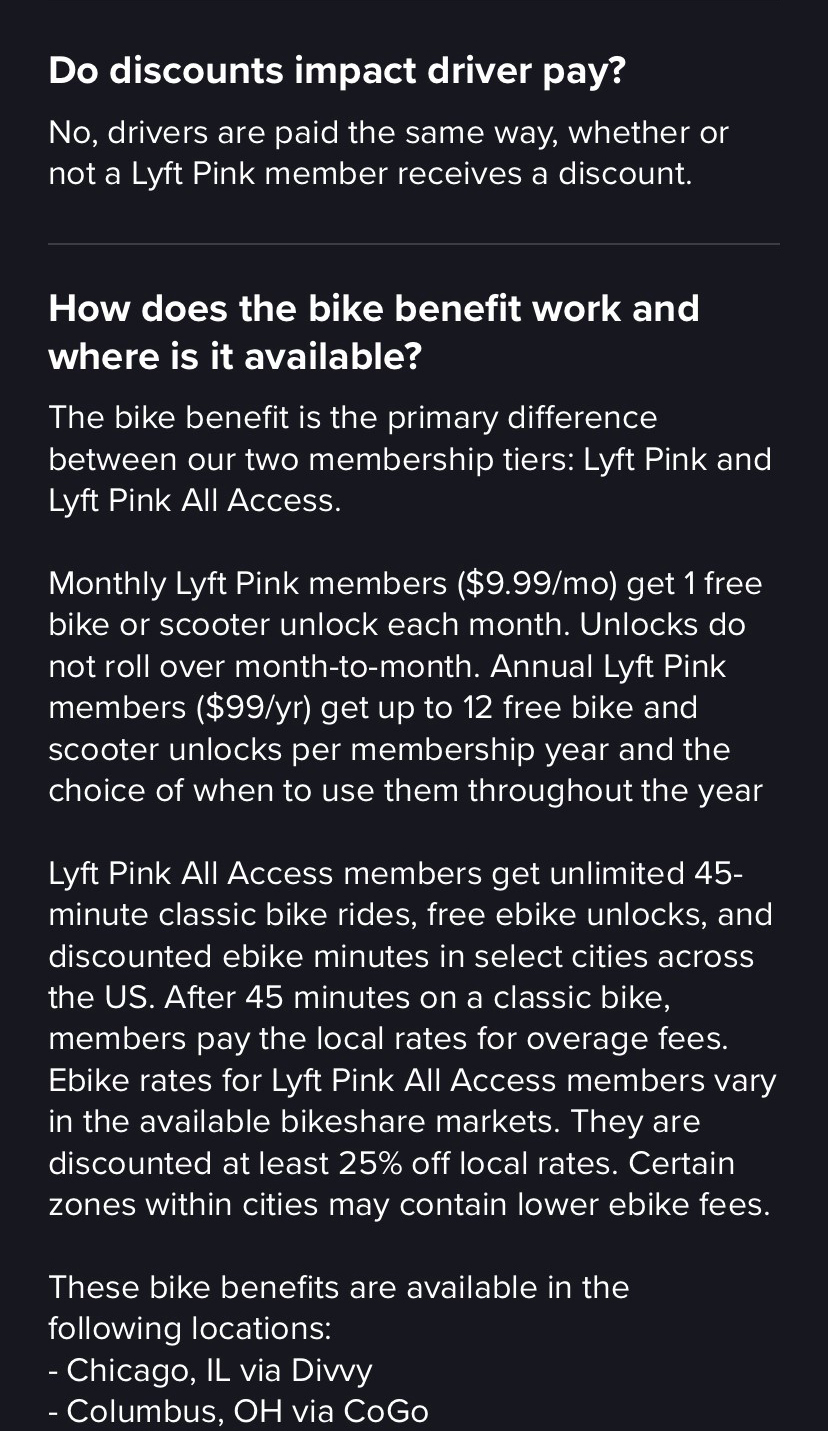 Do discounts impact driver pay?
No, drivers are paid the same way, whether or
not a Lyft Pink member receives a discount.
How does the bike benefit work and
where is it available?
The bike benefit is the primary difference
between our two membership tiers: Lyft Pink and
Lyft Pink All Access.
Monthly Lyft Pink members ($9.99/mo) get 1 free
bike or scooter unlock each month. Unlocks do
not roll over month-to-month. Annual Lyft Pink
members ($99/yr) get up to 12 free bike and
scooter unlocks per membership year and the
choice of when to use them throughout the year
Lyft Pink All Access members get unlimited 45-
minute classic bike rides, free ebike unlocks, and
discounted ebike minutes in select cities across
the US. After 45 minutes on a classic bike,
members pay the local rates for overage fees.
Ebike rates for Lyft Pink All Access members vary
in the available bikeshare markets. They are
discounted at least 25% off local rates. Certain
zones within cities may contain lower ebike fees.
These bike benefits are available in the
following locations:
- Chicago, IL via Divvy
- Columbus, OH via CoGo